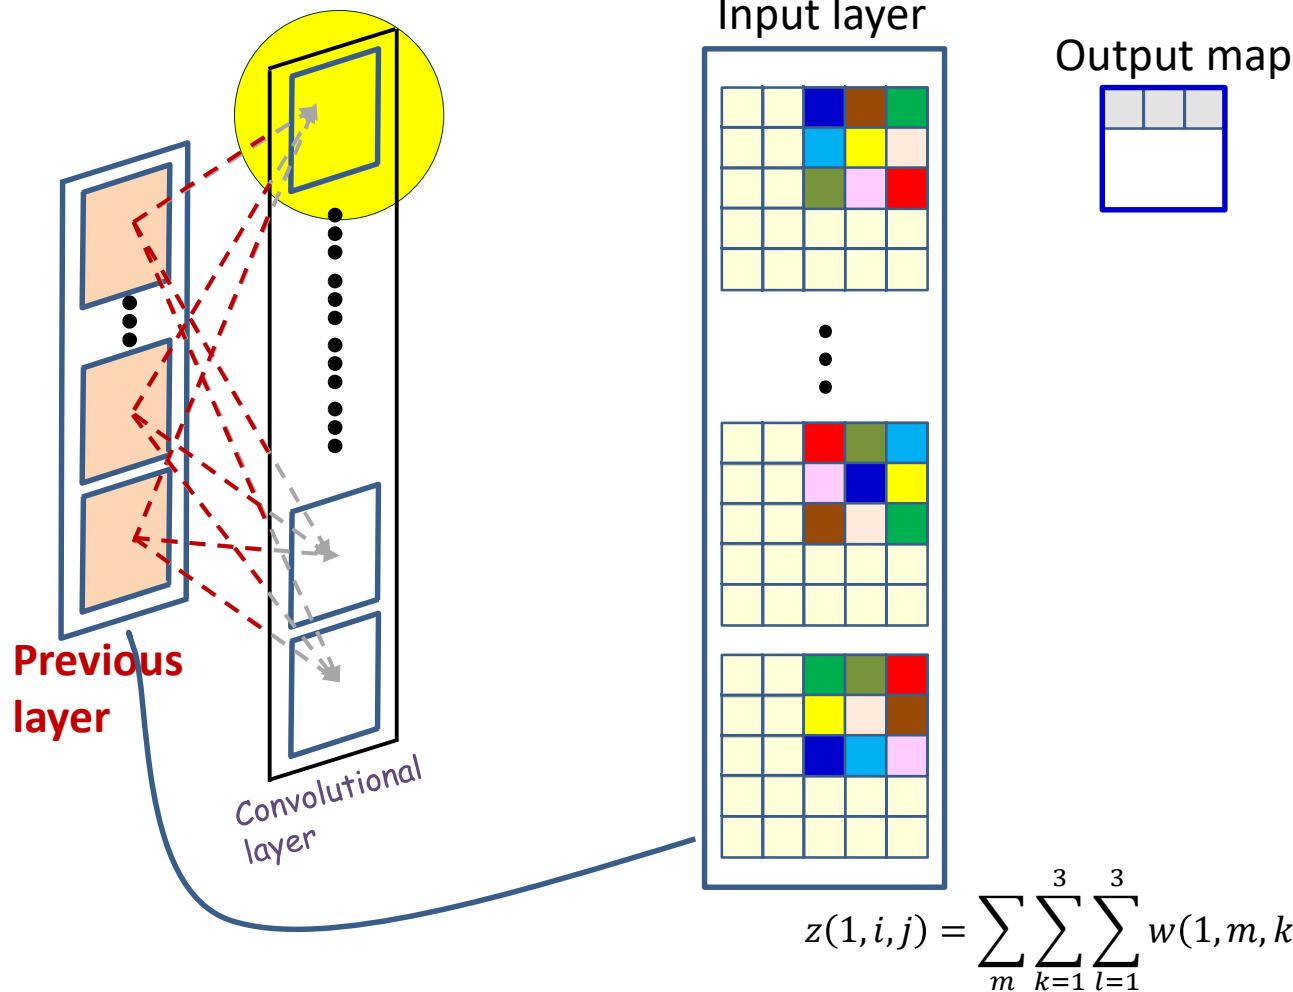 Input layer
Output map
Previous
layer
Convolutional
layer
z(1, i, j) = ∑_m ∑_{k=1}^{3} ∑_{l=1}^{3} w(1, m, k